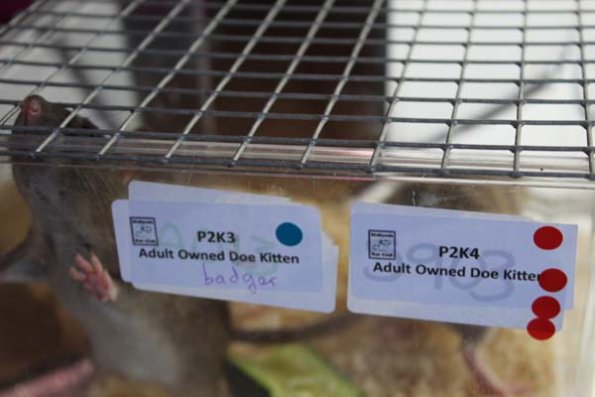 P2K3
Adult Owned Doe Kitten
badger
P2K4
Adult Owned Doe Kitten